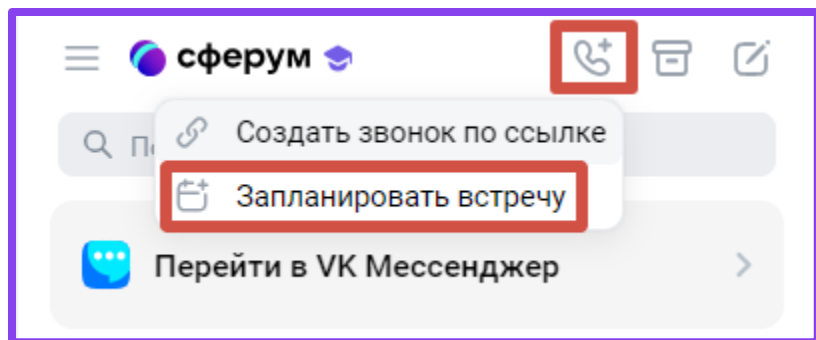 сферум
Создать звонок по ссылке
Запланировать встречу
Перейти в VK Мессенджер